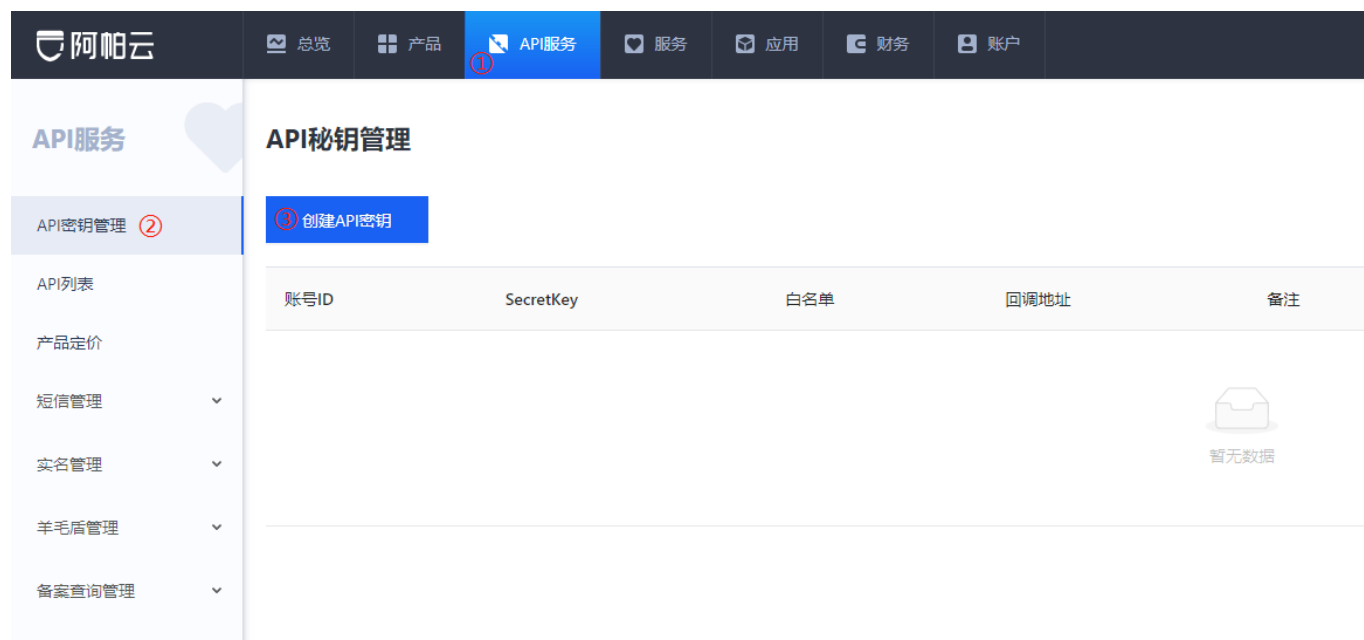 阿帕云 总览 产品 ① API服务 服务 应用 财务 账户
API服务
API秘钥管理
API密钥管理 ②
③ 创建API密钥
API列表
账号ID SecretKey 白名单 回调地址 备注
产品定价
短信管理
暂无数据
实名管理
羊毛盾管理
备案查询管理